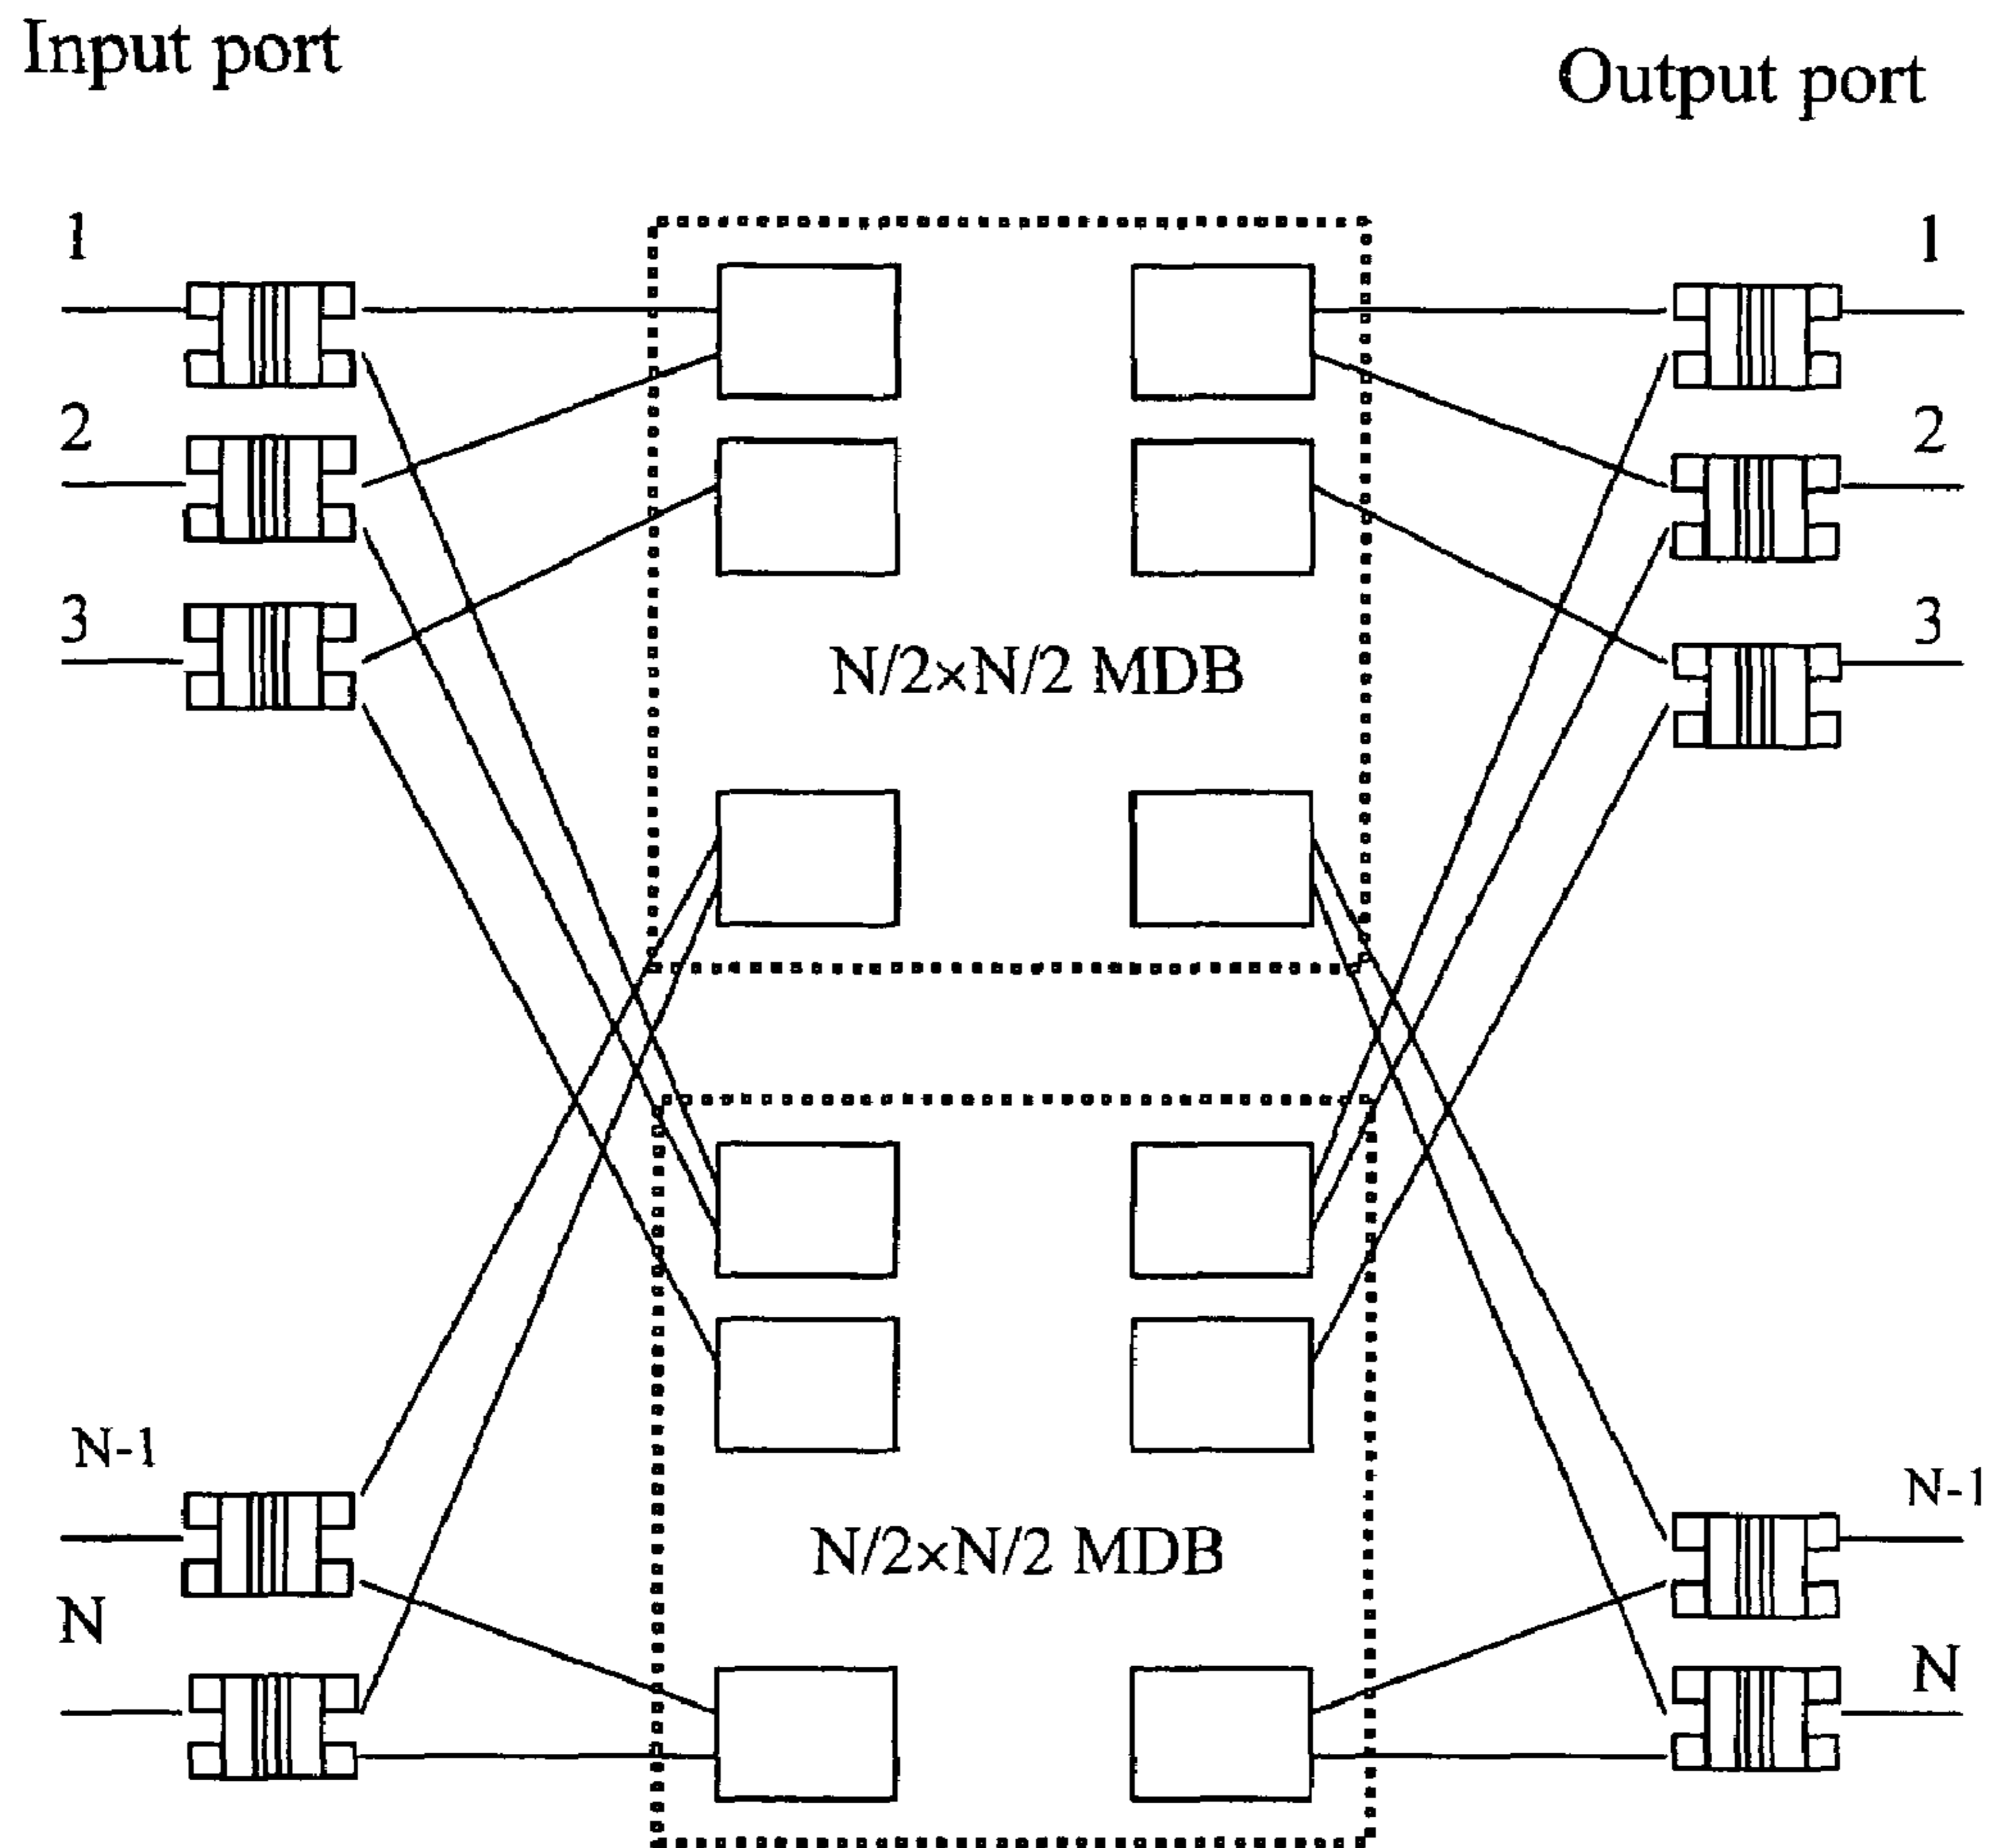 Input port
Output port
1
1
2
2
3
3
N/2×N/2 MDB
N-1
N-1
N/2×N/2 MDB
N
N